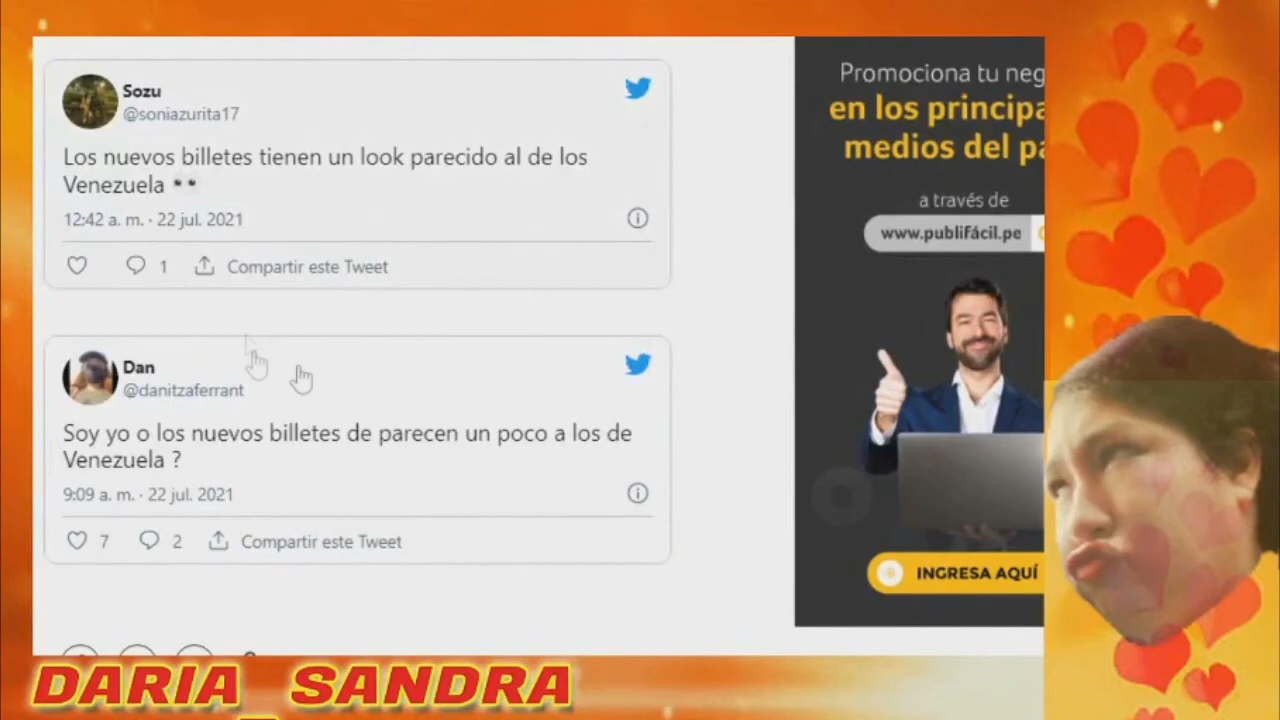 Sozu
@soniazurita17
Los nuevos billetes tienen un look parecido al de los
Venezuela
12:42 a. m. · 22 jul. 2021
1 Compartir este Tweet
Dan
@danitzaferrant
Soy yo o los nuevos billetes de parecen un poco a los de
Venezuela ?
9:09 a. m. · 22 jul. 2021
7 2 Compartir este Tweet
Promociona tu neg
en los principa
medios del pa
a través de
www.publifácil.pe
INGRESA AQUÍ
DARIA SANDRA